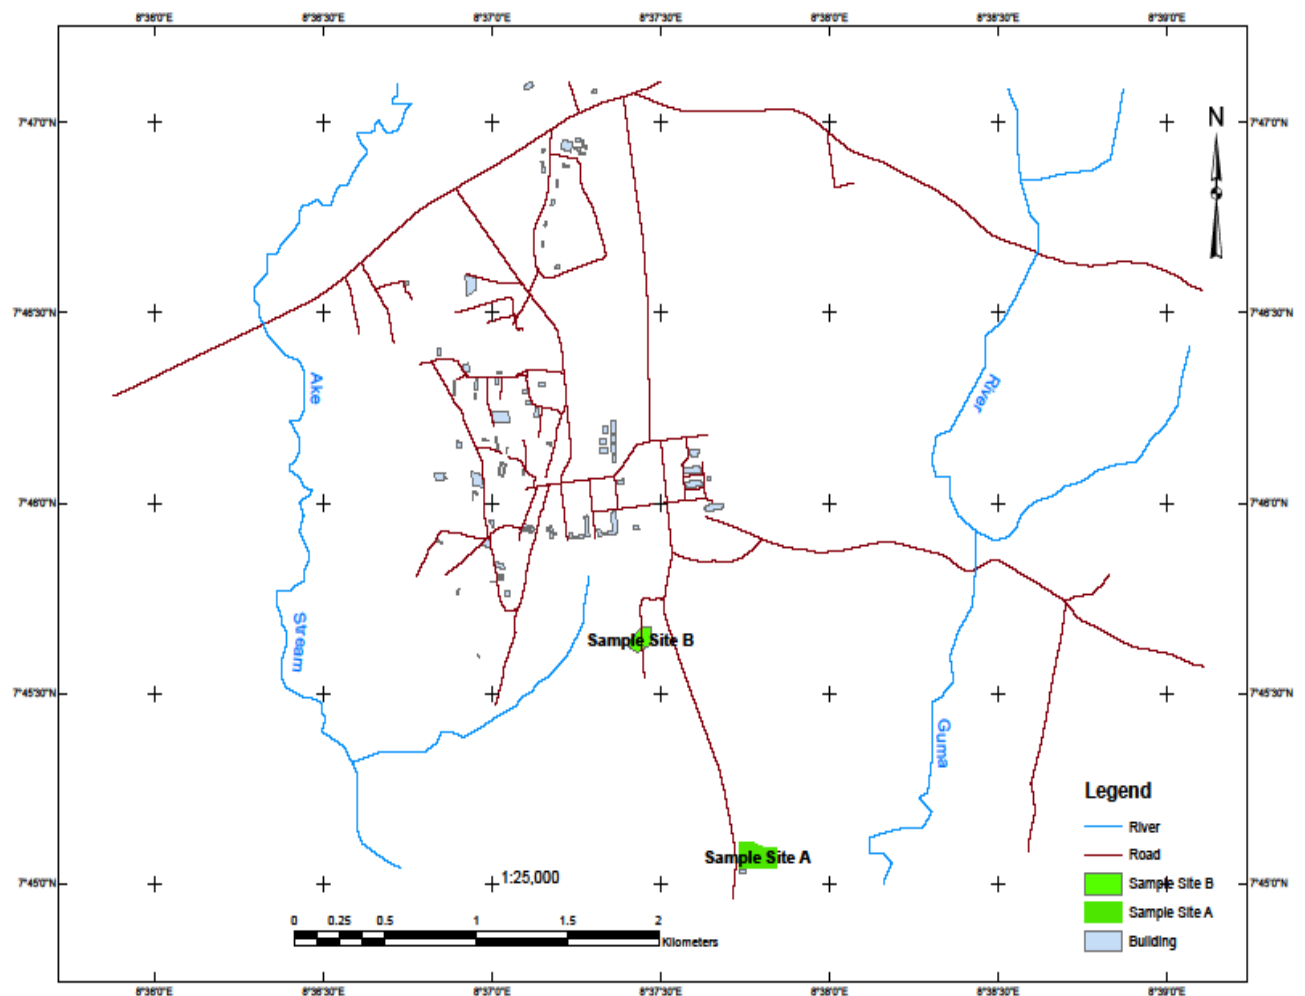 8°36'0"E 8°36'30"E 8°37'0"E 8°37'30"E 8°38'0"E 8°38'30"E 8°39'0"E
7°47'0"N 7°47'0"N
N
7°46'30"N 7°46'30"N
Ake
River
7°46'0"N 7°46'0"N
Stream
Sample Site B
7°45'30"N 7°45'30"N
Guma
Legend
River
Road
Sample Site B
Sample Site A
Building
Sample Site A
7°45'0"N 7°45'0"N
1:25,000
0 0.25 0.5 1 1.5 2
Kilometers
8°36'0"E 8°36'30"E 8°37'0"E 8°37'30"E 8°38'0"E 8°38'30"E 8°39'0"E